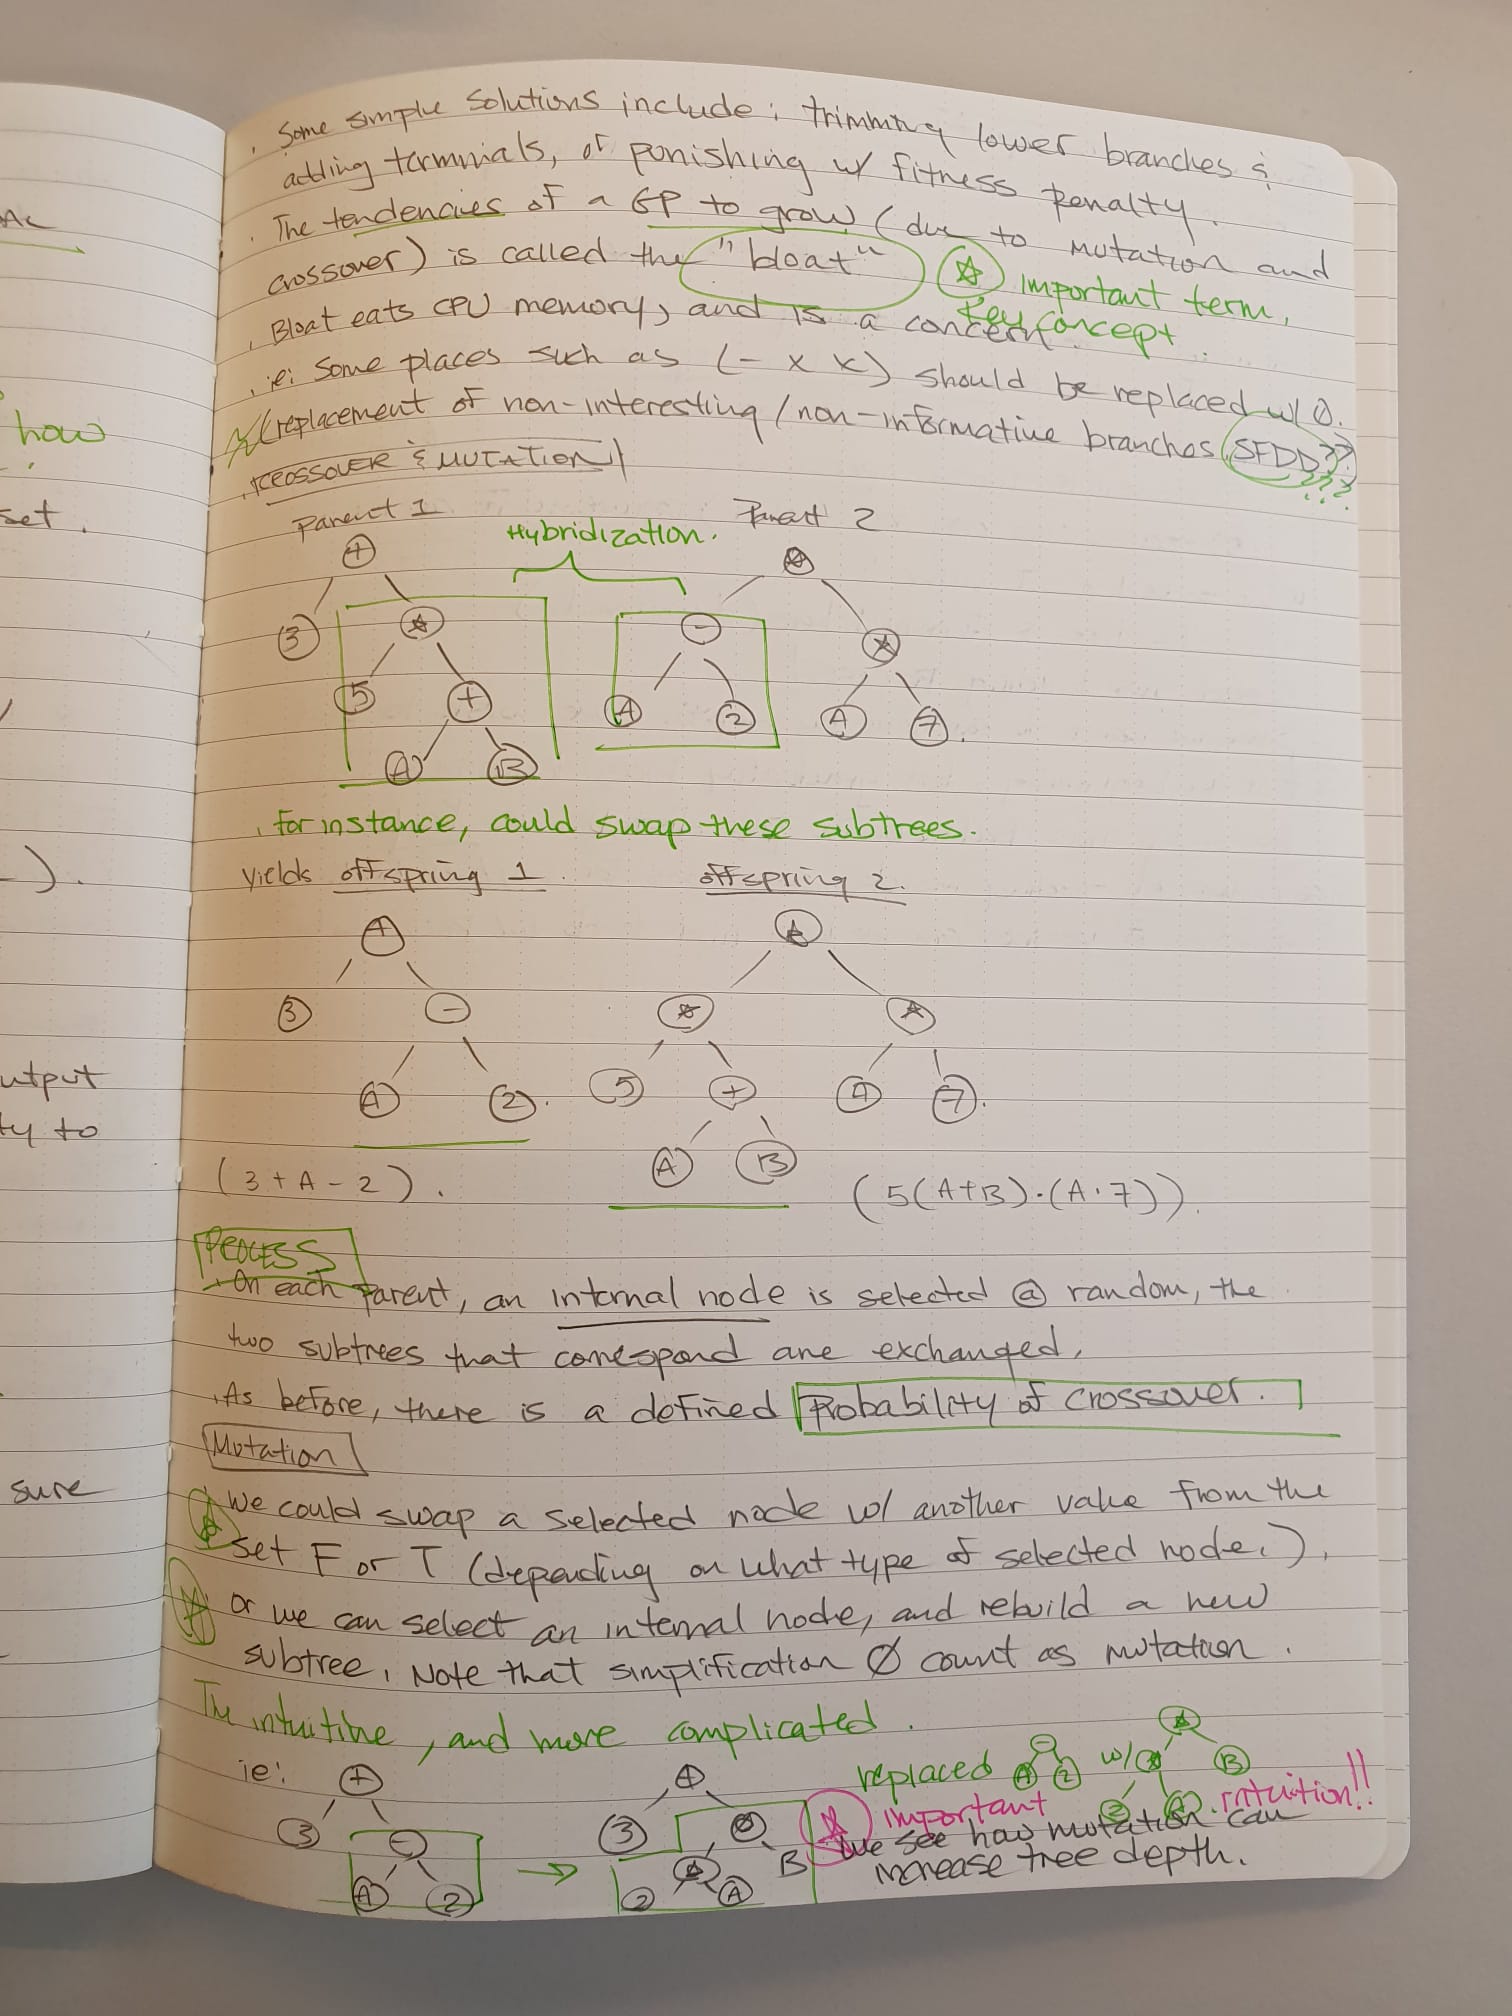 . Some simple solutions include: trimming lower branches &
adding terminals, or punishing w/ fitness penalty.
. The tendencies of a GP to grow (due to mutation and
crossover) is called the "bloat" important term,
key concept.
. Bloat eats CPU memory, and is a concern.
. ie: Some places such as (- x x) should be replaced w/ 0.
(replacement of non-interesting/non-informative branches SFDD??
???
CROSSOVER & MUTATION
Parent 1 Parent 2
Hybridization.
+ *
3 * - *
5 + A 2 A 7.
A B
. for instance, could swap these subtrees.
yields offspring 1. offspring 2.
+ *
3 - * *
A 2. 5 + A 7.
A B
(3 + A - 2). (5(A+B)·(A·7)).
PROCESS
. On each parent, an internal node is selected @ random, the
two subtrees that correspond are exchanged.
. As before, there is a defined Probability of crossover.
Mutation
We could swap a selected node w/ another value from the
set F or T (depending on what type of selected node.),
or we can select an internal node, and rebuild a new
subtree. Note that simplification Ø count as mutation.
The intuitive, and more complicated.
ie: replaced - A 2 w/ * * B 2 A. intuition!!
important
+ → +
3 - 3 *
A 2 * B
2 A
we see how mutation can
increase tree depth.
Ac
how
set.
).
utput
ty to
sure